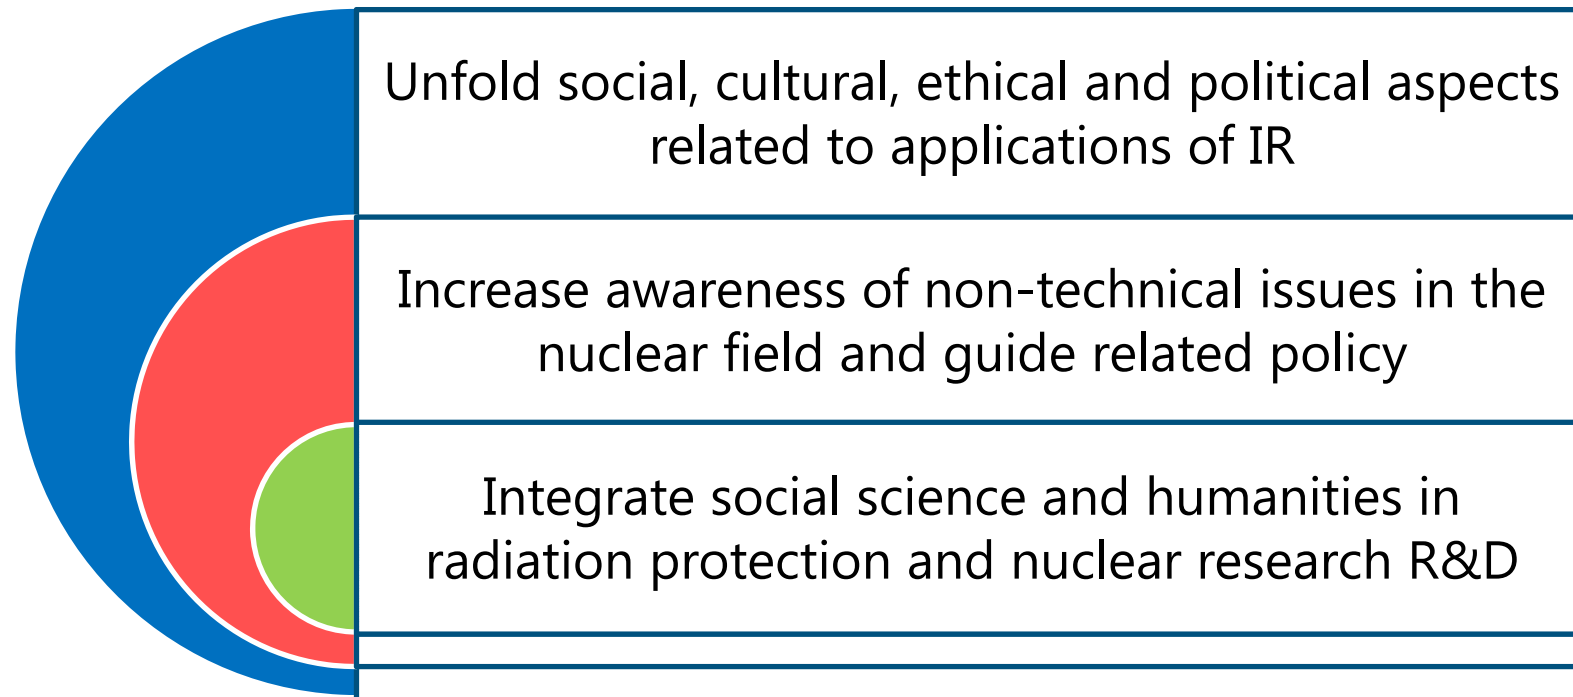 Unfold social, cultural, ethical and political aspects
related to applications of IR
Increase awareness of non-technical issues in the
nuclear field and guide related policy
Integrate social science and humanities in
radiation protection and nuclear research R&D